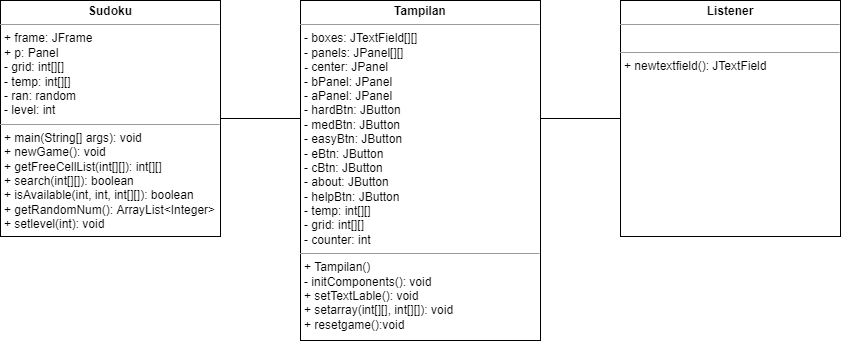 Sudoku
+ frame: JFrame
+ p: Panel
- grid: int[][]
- temp: int[][]
- ran: random
- level: int
+ main(String[] args): void
+ newGame(): void
+ getFreeCellList(int[][]): int[][]
+ search(int[][]): boolean
+ isAvailable(int, int, int[][]): boolean
+ getRandomNum(): ArrayList<Integer>
+ setlevel(int): void
Tampilan
- boxes: JTextField[][]
- panels: JPanel[][]
- center: JPanel
- bPanel: JPanel
- aPanel: JPanel
- hardBtn: JButton
- medBtn: JButton
- easyBtn: JButton
- eBtn: JButton
- cBtn: JButton
- about: JButton
- helpBtn: JButton
- temp: int[][]
- grid: int[][]
- counter: int
+ Tampilan()
- initComponents(): void
+ setTextLable(): void
+ setarray(int[][], int[][]): void
+ resetgame():void
Listener
+ newtextfield(): JTextField